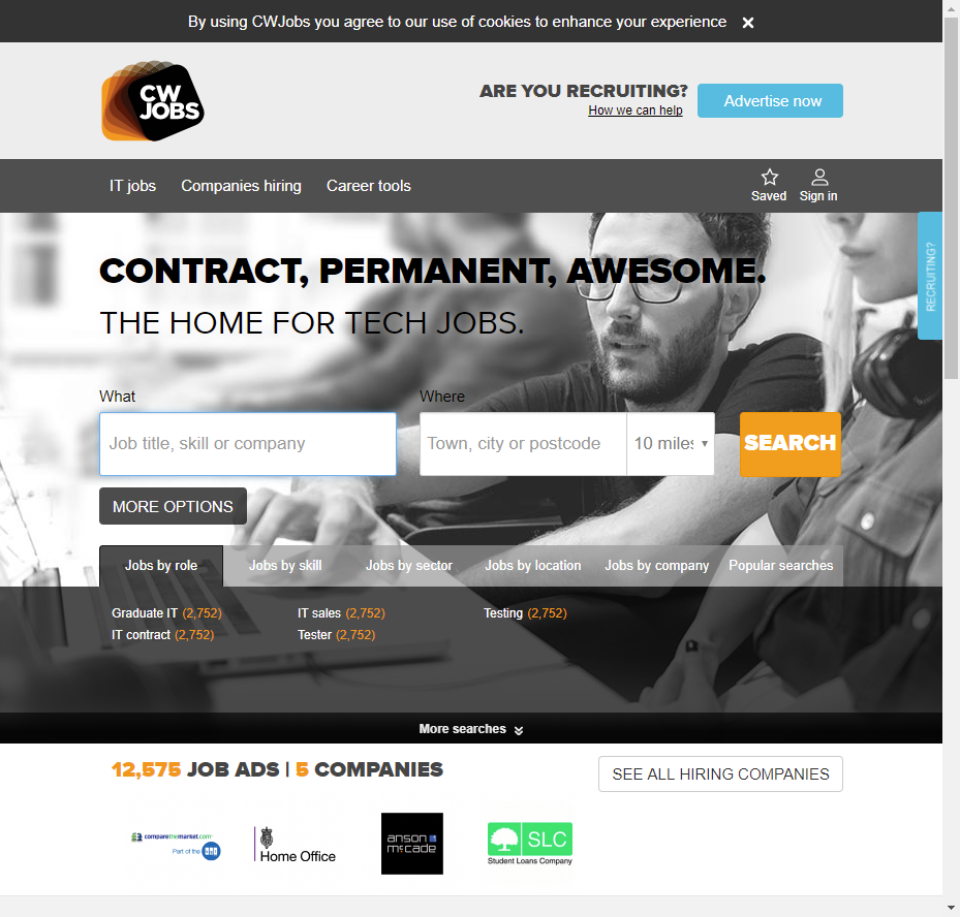 By using CWJobs you agree to our use of cookies to enhance your experience ×
CW
JOBS
ARE YOU RECRUITING?
How we can help
Advertise now
IT jobs Companies hiring Career tools
Saved Sign in
RECRUITING?
CONTRACT, PERMANENT, AWESOME.
THE HOME FOR TECH JOBS.
What Where
Job title, skill or company Town, city or postcode 10 miles SEARCH
MORE OPTIONS
Jobs by role Jobs by skill Jobs by sector Jobs by location Jobs by company Popular searches
Graduate IT (2,752) IT sales (2,752) Testing (2,752)
IT contract (2,752) Tester (2,752)
More searches
12,575 JOB ADS | 5 COMPANIES SEE ALL HIRING COMPANIES
comparethemarket.com
Part of the BGL
Home Office
anson
mccade
SLC
Student Loans Company